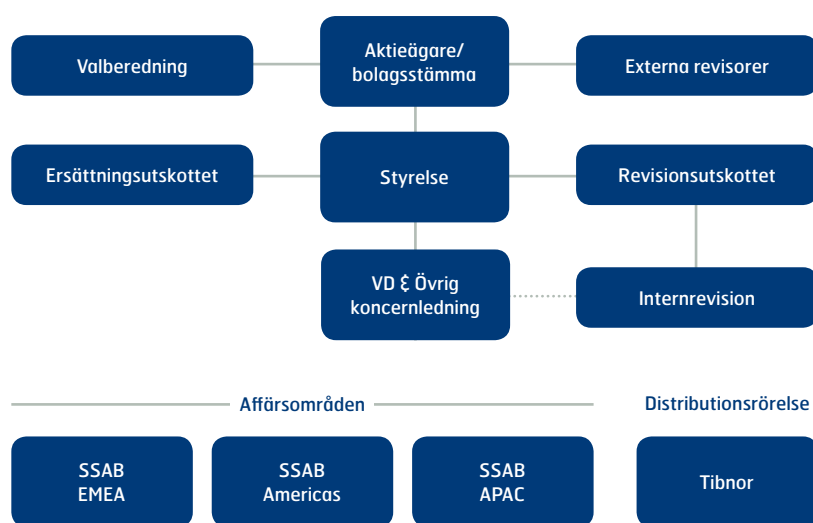 Valberedning
Aktieägare/
bolagsstämma
Externa revisorer
Ersättningsutskottet
Styrelse
Revisionsutskottet
VD & Övrig
koncernledning
Internrevision
Affärsområden
Distributionsrörelse
SSAB
EMEA
SSAB
Americas
SSAB
APAC
Tibnor